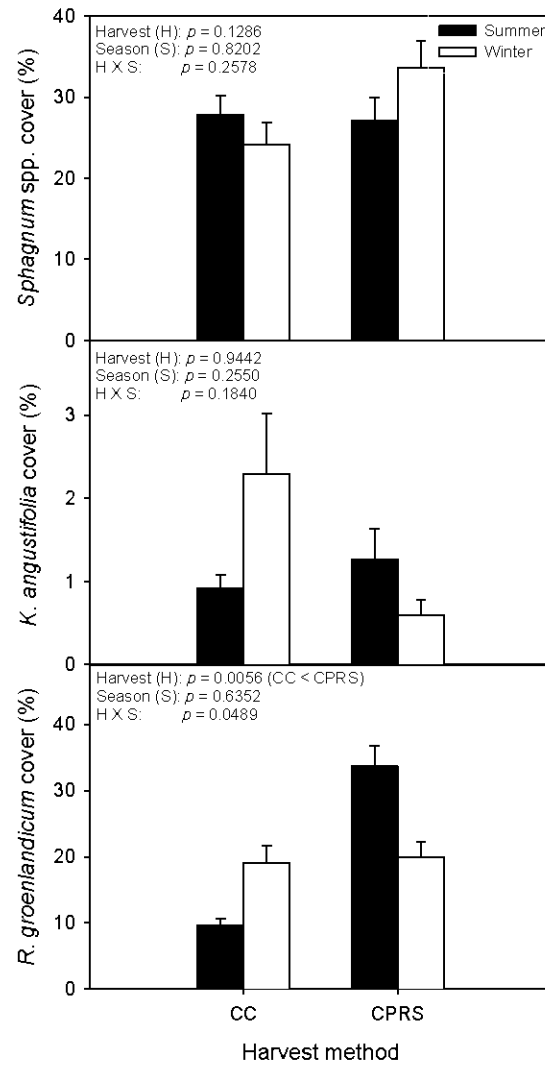 Sphagnum spp. cover (%)
40
30
20
10
0
Harvest (H): p = 0.1286
Season (S): p = 0.8202
H X S: p = 0.2578
Summer
Winter
K. angustifolia cover (%)
3
2
1
0
Harvest (H): p = 0.9442
Season (S): p = 0.2550
H X S: p = 0.1840
R. groenlandicum cover (%)
40
30
20
10
0
Harvest (H): p = 0.0056 (CC < CPRS)
Season (S): p = 0.6352
H X S: p = 0.0489
CC CPRS
Harvest method